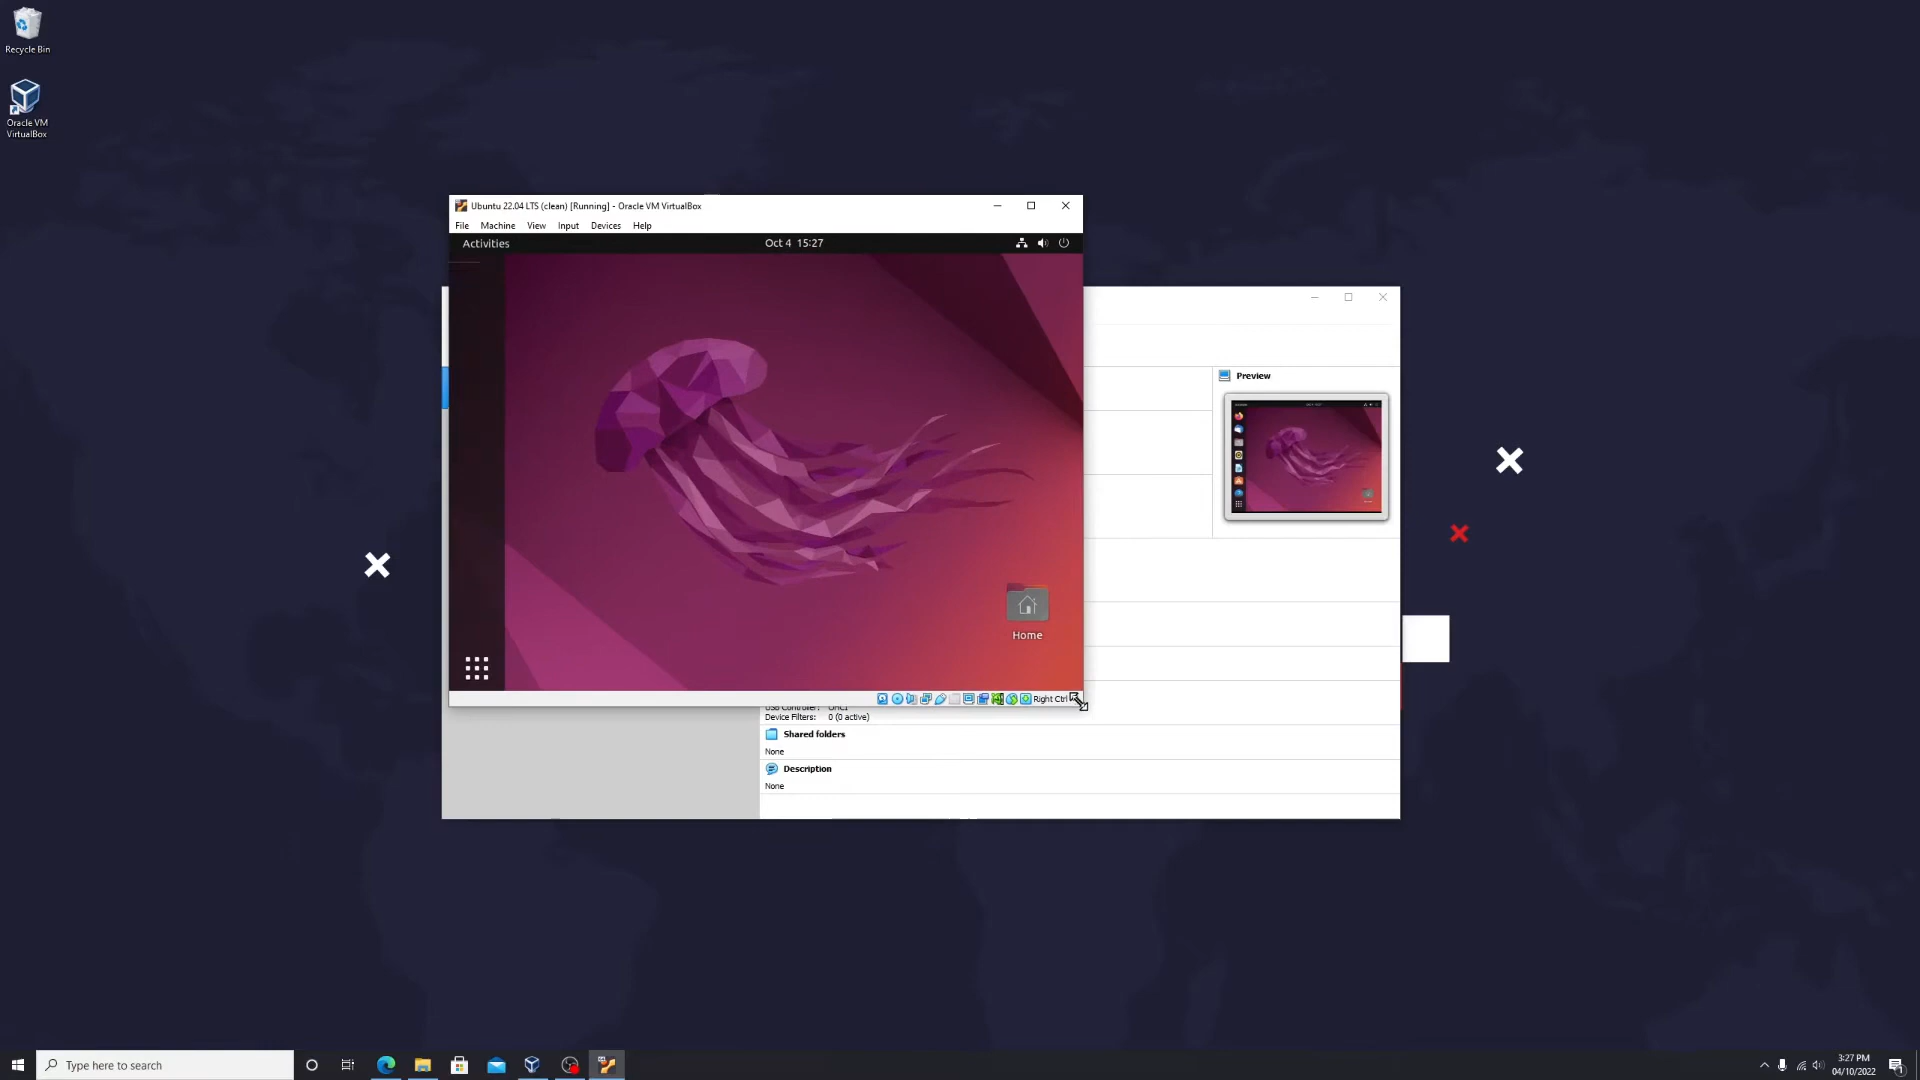 Recycle Bin
Oracle VM
VirtualBox
Ubuntu 22.04 LTS (clean) [Running] - Oracle VM VirtualBox
File Machine View Input Devices Help
Activities
Oct 4 15:27
Preview
Home
Right Ctrl
Device Filters: 0 (0 active)
Shared folders
None
Description
None
Type here to search
3:27 PM
04/10/2022